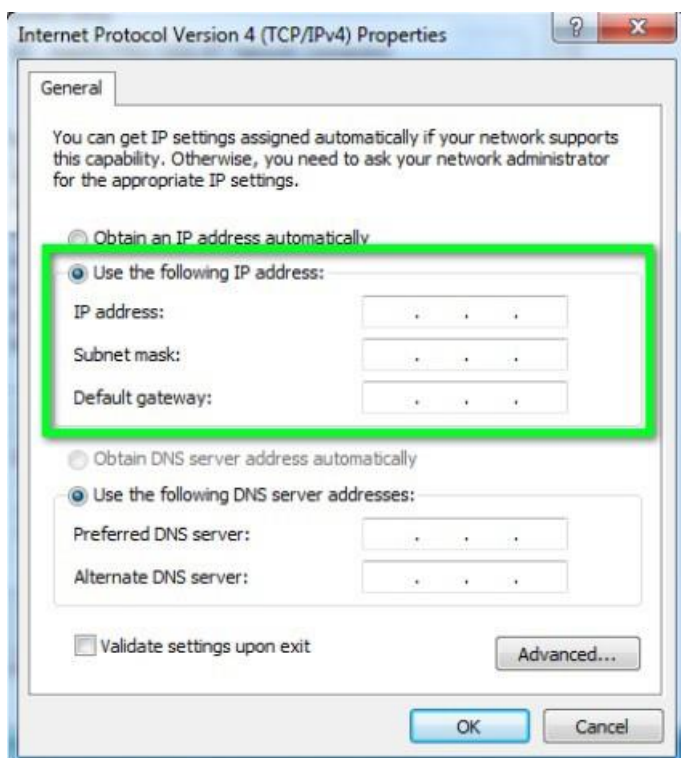 Internet Protocol Version 4 (TCP/IPv4) Properties
General
You can get IP settings assigned automatically if your network supports
this capability. Otherwise, you need to ask your network administrator
for the appropriate IP settings.
Obtain an IP address automatically
Use the following IP address:
IP address: . . .
Subnet mask: . . .
Default gateway: . . .
Obtain DNS server address automatically
Use the following DNS server addresses:
Preferred DNS server: . . .
Alternate DNS server: . . .
Validate settings upon exit
Advanced...
OK Cancel